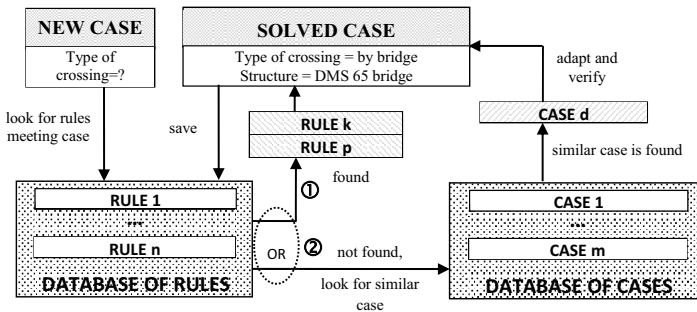 NEW CASE
Type of
crossing=?
SOLVED CASE
Type of crossing = by bridge
Structure = DMS 65 bridge
adapt and
verify
look for rules
meeting case
save
RULE k
RULE p
CASE d
found
similar case is found
①
RULE 1
...
RULE n
DATABASE OF RULES
OR
②
not found,
look for similar
case
CASE 1
...
CASE m
DATABASE OF CASES